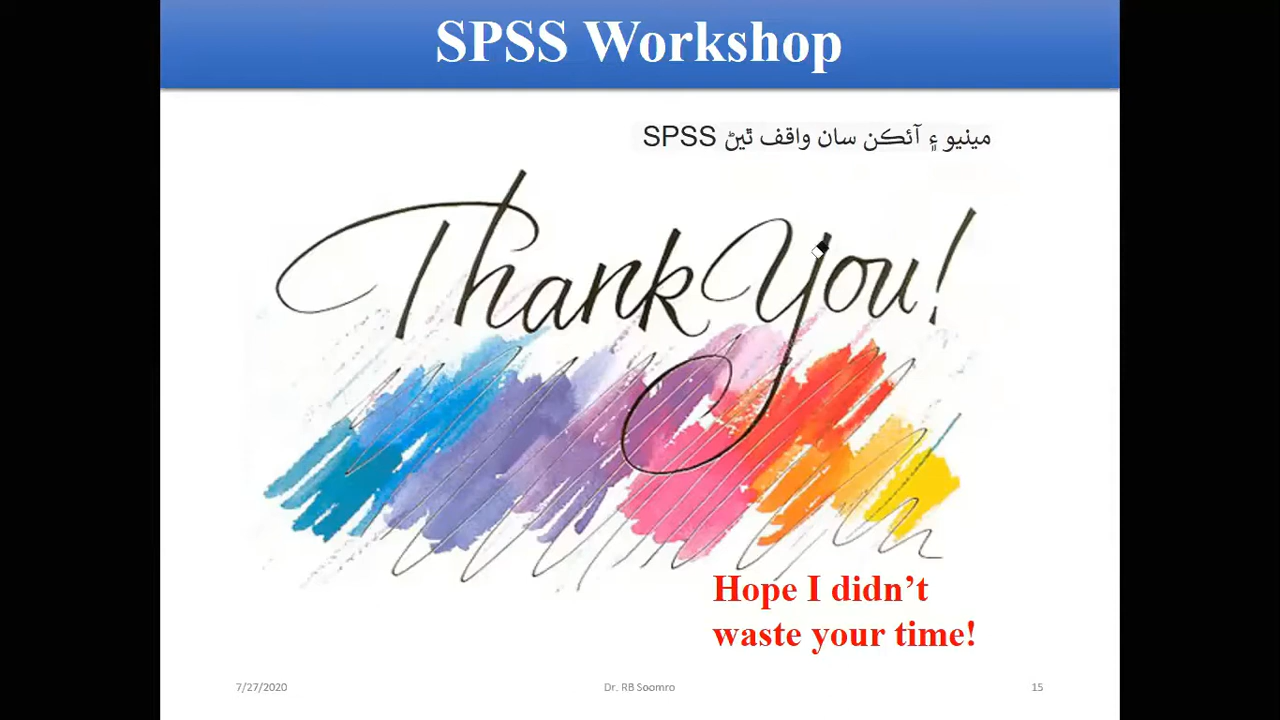 SPSS Workshop
مينيو ۽ آئڪن سان واقف ٿيڻ SPSS
Thank You!
Hope I didn’t
waste your time!
7/27/2020
Dr. RB Soomro
15